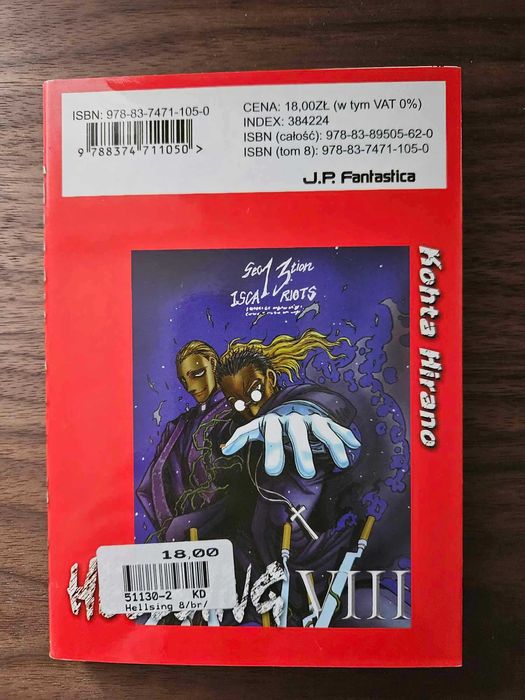 ISBN: 978-83-7471-105-0
9 788374 711050 >
CENA: 18,00ZŁ (w tym VAT 0%)
INDEX: 384224
ISBN (całość): 978-83-89505-62-0
ISBN (tom 8): 978-83-7471-105-0
J.P. Fantastica
Kohta Hirano
Sec13tion
ISCARIOTS
VIII
18,00
51130-2 KD
Hellsing 8/br/